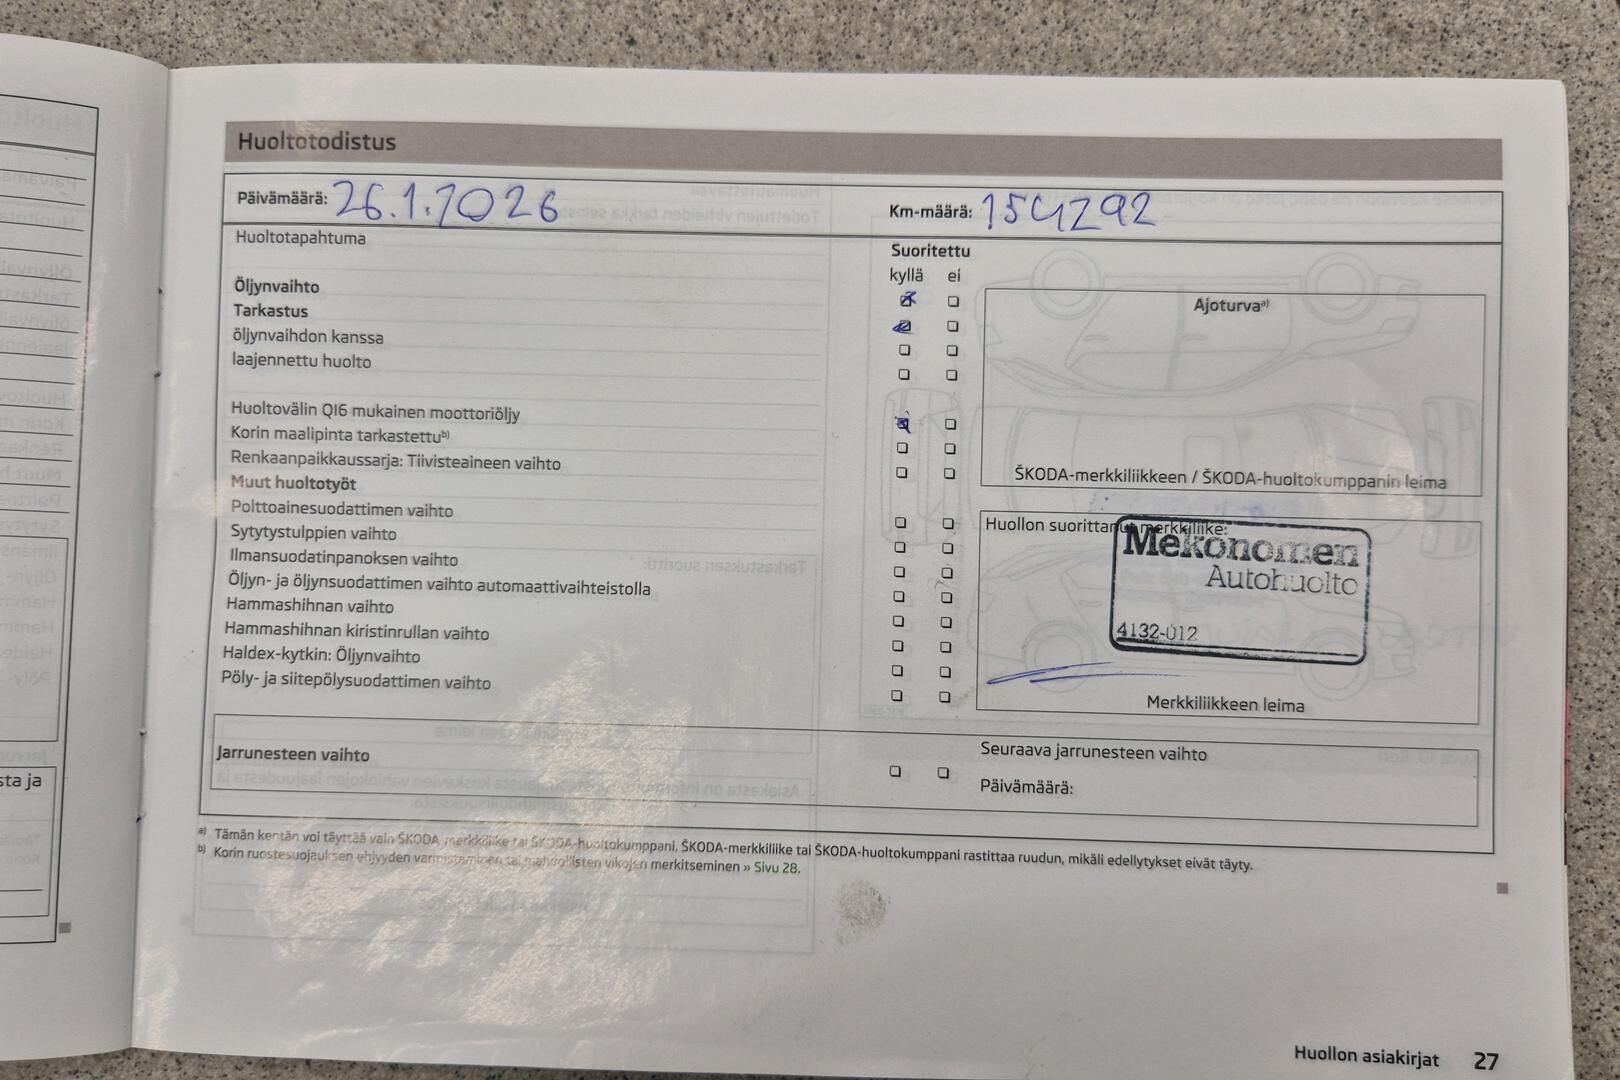 Huoltotodistus
Päivämäärä: 26.1.2026
Km-määrä: 154292
Huoltotapahtuma
Suoritettu
kyllä ei
Öljynvaihto
Tarkastus
öljynvaihdon kanssa
laajennettu huolto
Huoltovälin QI6 mukainen moottoriöljy
Korin maalipinta tarkastettu b)
Renkaanpaikkaussarja: Tiivisteaineen vaihto
Muut huoltotyöt
Polttoainesuodattimen vaihto
Sytytystulppien vaihto
Ilmansuodatinpanoksen vaihto
Öljyn- ja öljynsuodattimen vaihto automaattivaihteistolla
Hammashihnan vaihto
Hammashihnan kiristinrullan vaihto
Haldex-kytkin: Öljynvaihto
Pöly- ja siitepölysuodattimen vaihto
Ajoturva a)
ŠKODA-merkkiliikkeen / ŠKODA-huoltokumppanin leima
Huollon suorittanut merkkiliike:
Mekonomen
Autohuolto
4132-012
Merkkiliikkeen leima
Jarrunesteen vaihto
Seuraava jarrunesteen vaihto
Päivämäärä:
a) Tämän kentän voi täyttää vain ŠKODA-merkkiliike tai ŠKODA-huoltokumppani. ŠKODA-merkkiliike tai ŠKODA-huoltokumppani rastittaa ruudun, mikäli edellytykset eivät täyty.
b) Korin ruostesuojauksen ehjyyden varmistaminen tai mahdollisten vikojen merkitseminen » Sivu 28.
Huollon asiakirjat 27
sta ja